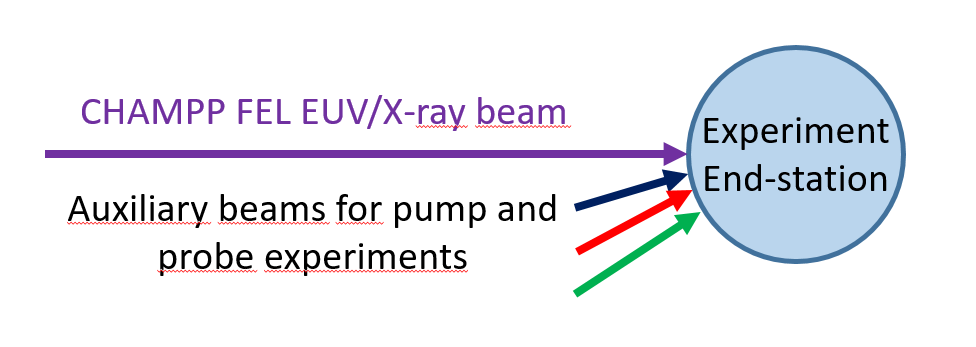 CHAMPP FEL EUV/X-ray beam
Experiment
End-station
Auxiliary beams for pump and
probe experiments